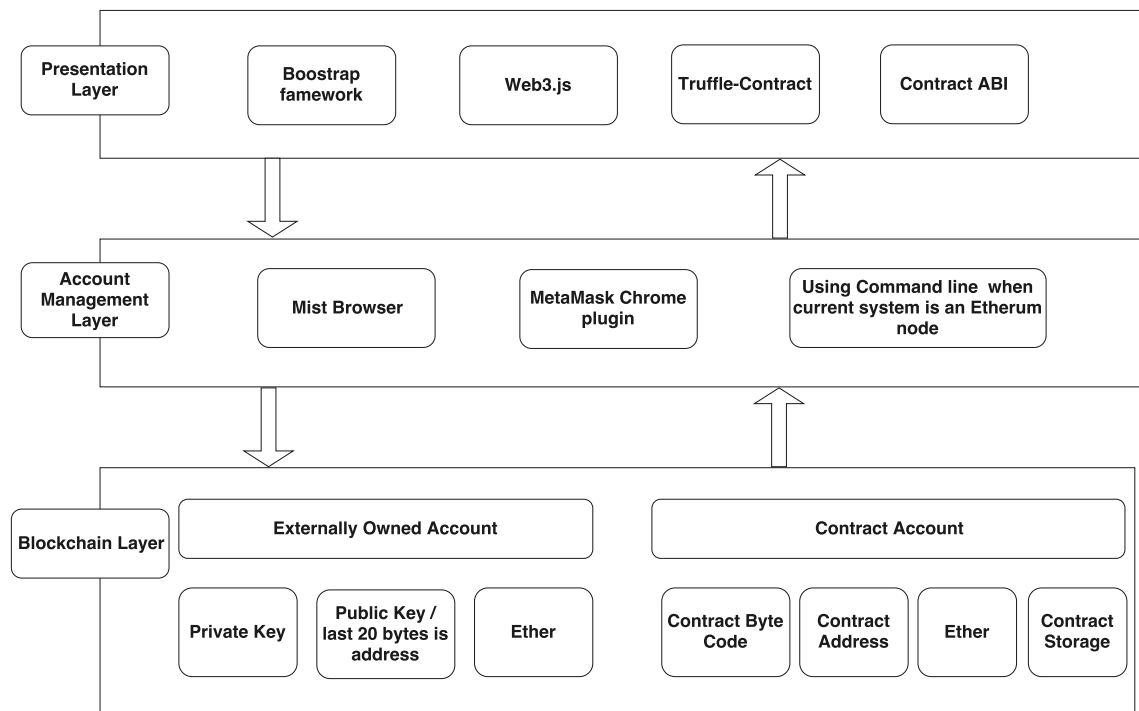 Presentation
Layer
Boostrap
famework
Web3.js
Truffle-Contract
Contract ABI
Account
Management
Layer
Mist Browser
MetaMask Chrome
plugin
Using Command line when
current system is an Etherum
node
Blockchain Layer
Externally Owned Account
Contract Account
Private Key
Public Key /
last 20 bytes is
address
Ether
Contract Byte
Code
Contract
Address
Ether
Contract
Storage